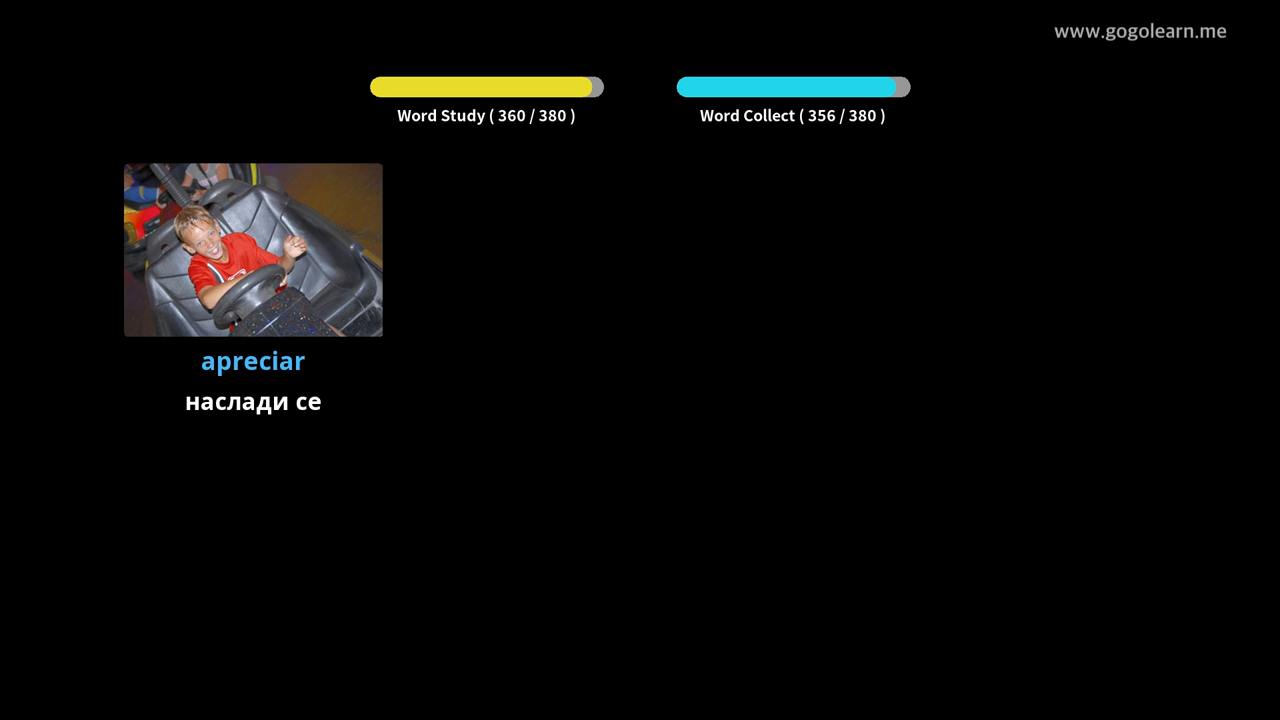 www.gogolearn.me
Word Study ( 360 / 380 )
Word Collect ( 356 / 380 )
apreciar
наслади се